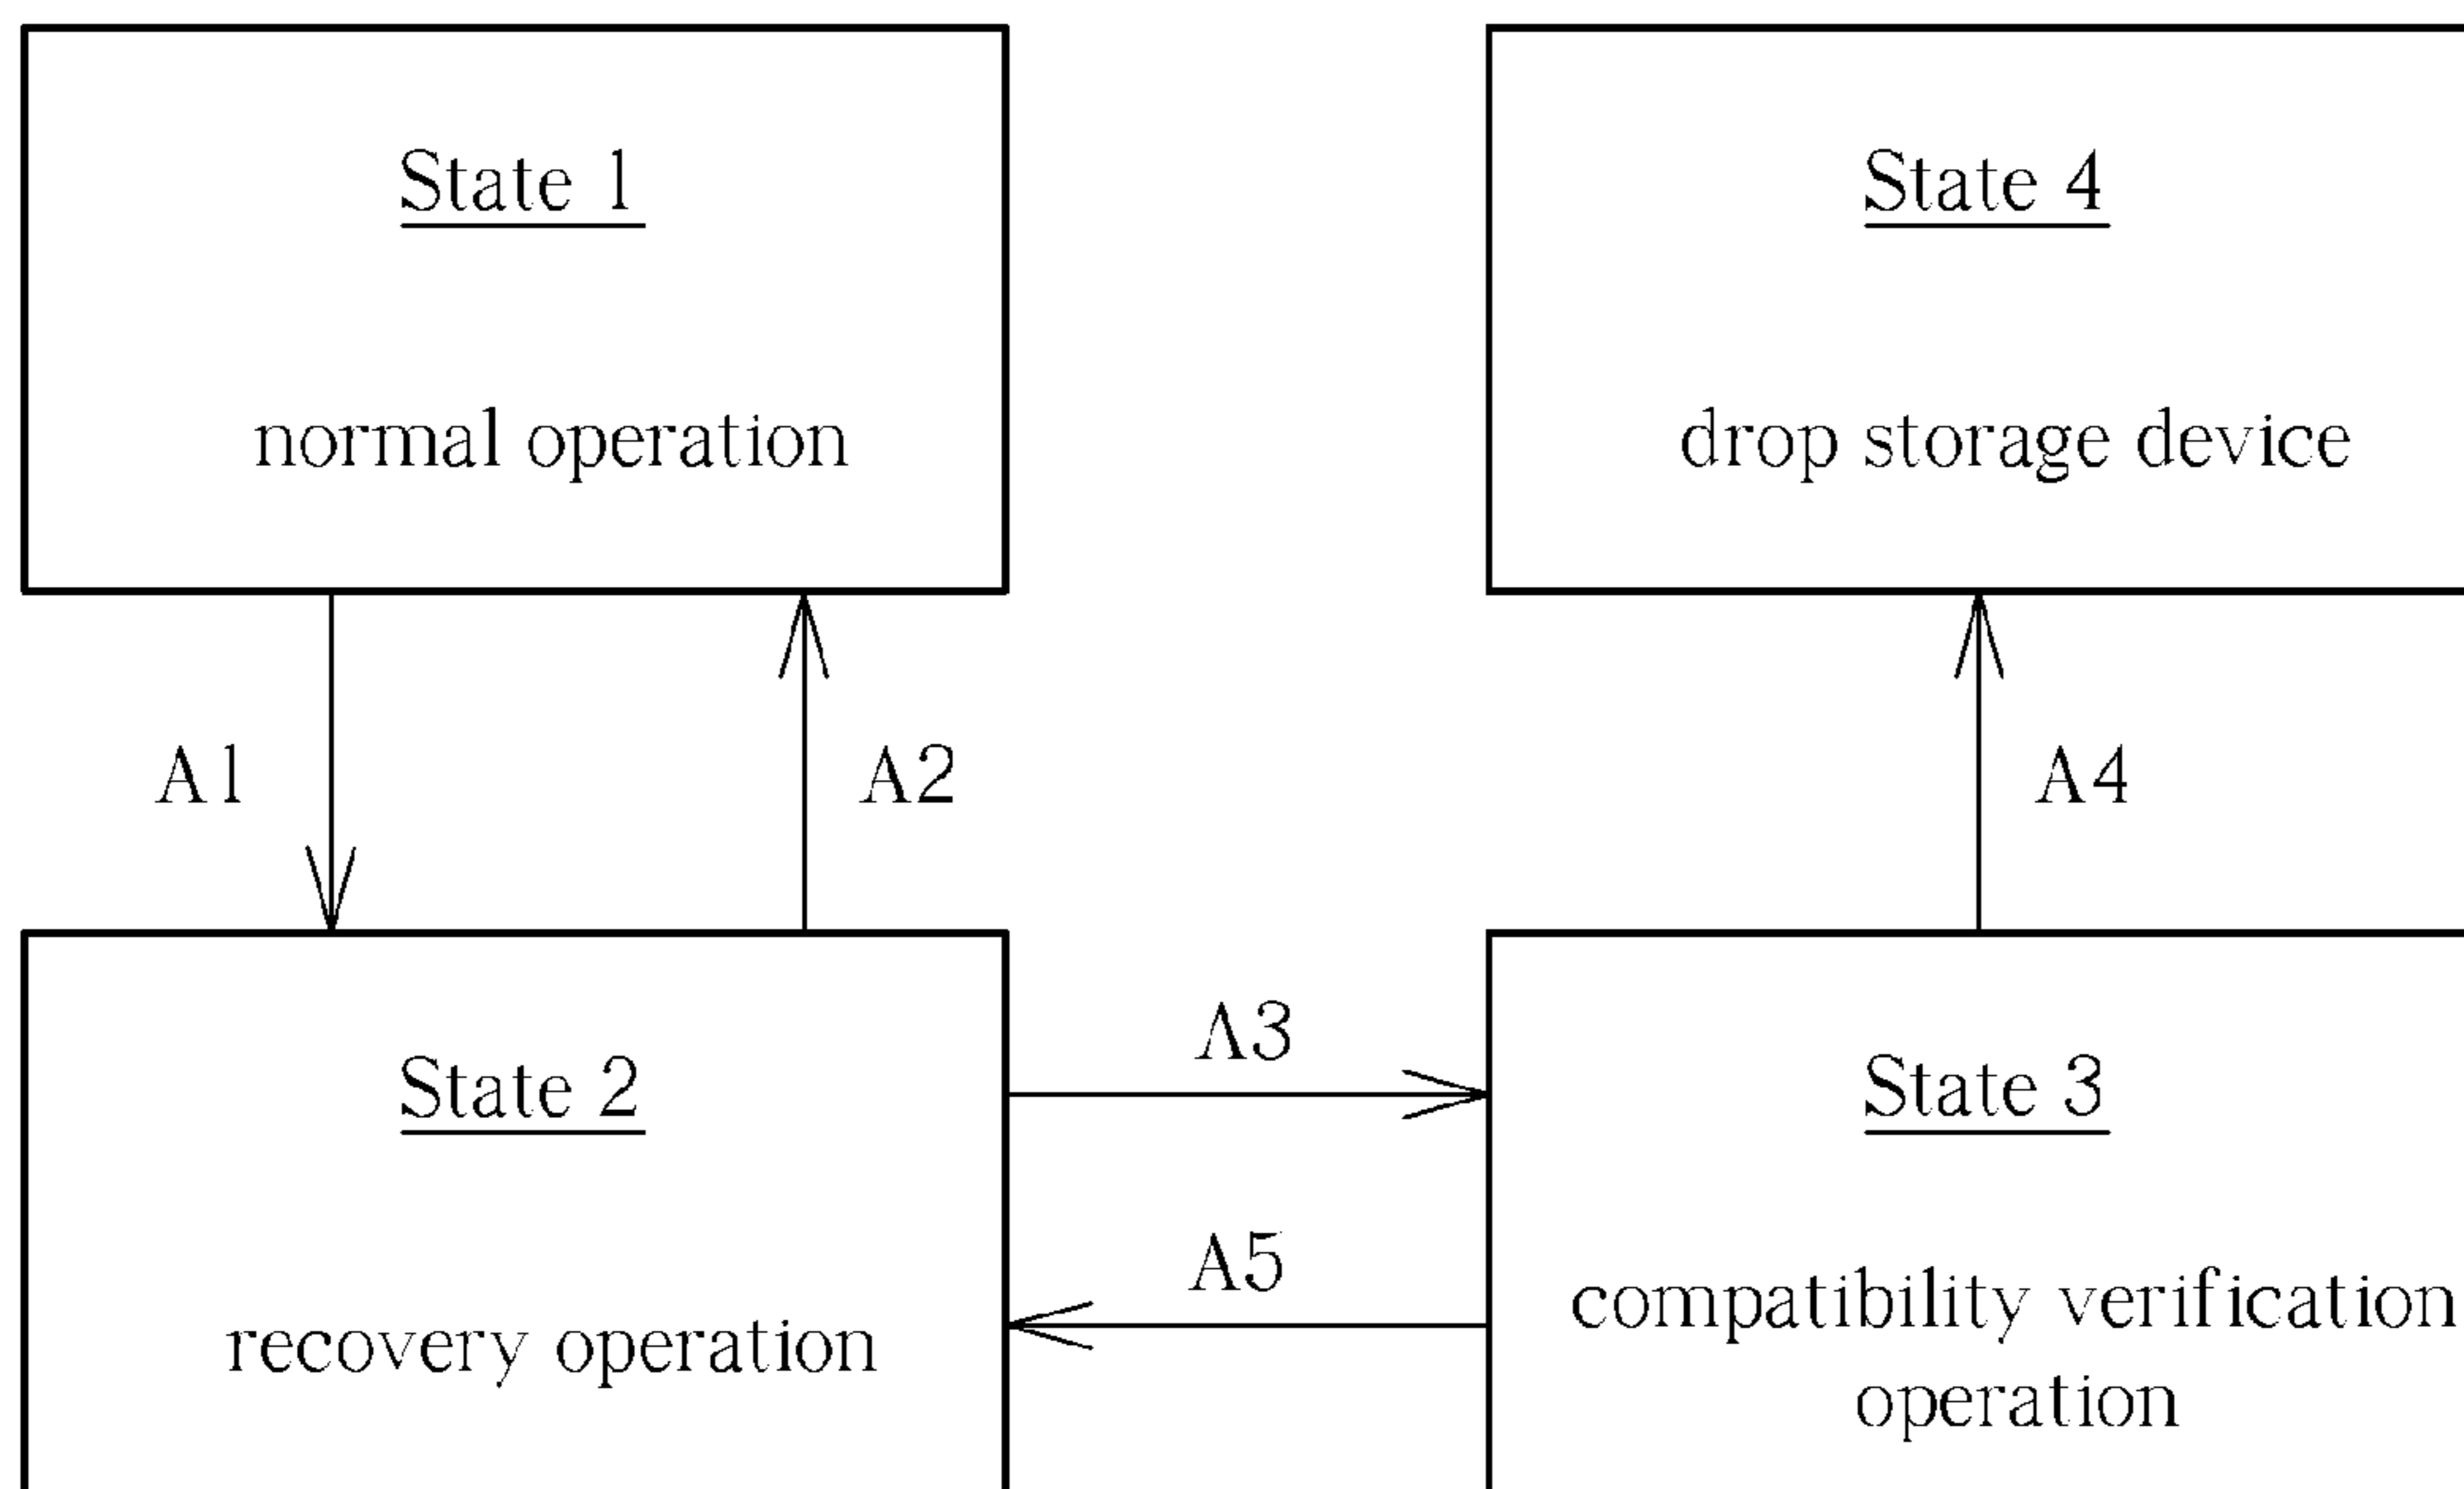 State 1
normal operation
State 4
drop storage device
A1
A2
A4
State 2
recovery operation
A3
A5
State 3
compatibility verification
operation